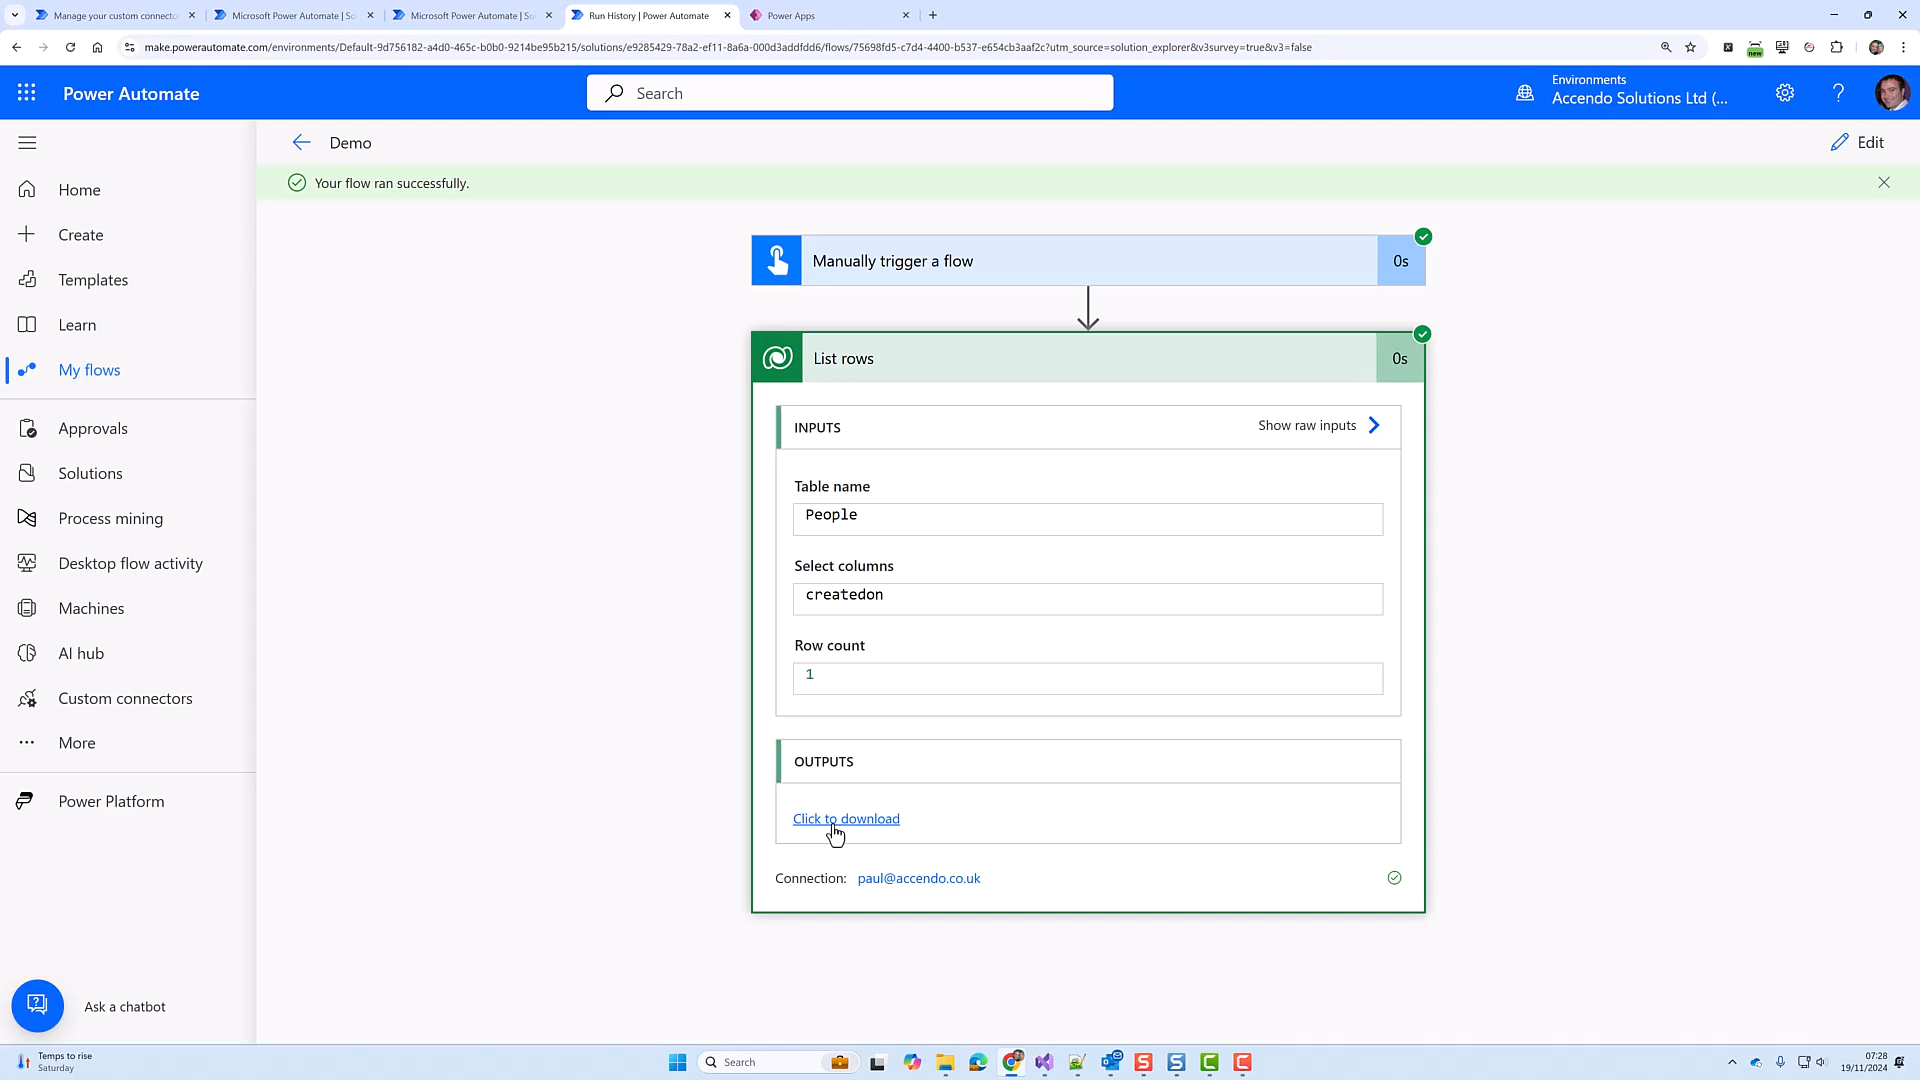 Manage your custom connecto
Microsoft Power Automate | So
Microsoft Power Automate | So
Run History | Power Automate
Power Apps
make.powerautomate.com/environments/Default-9d756182-a4d0-465c-b0b0-9214be95b215/solutions/e9285429-78a2-ef11-8a6a-000d3addfdd6/flows/75698fd5-c7d4-4400-b537-e654cb3aaf2c?utm_source=solution_explorer&v3survey=true&v3=false
new
Power Automate
Search
Environments
Accendo Solutions Ltd (...
Demo
Edit
Your flow ran successfully.
Home
Create
Templates
Learn
My flows
Approvals
Solutions
Process mining
Desktop flow activity
Machines
AI hub
Custom connectors
More
Power Platform
Ask a chatbot
Manually trigger a flow
0s
List rows
0s
INPUTS
Show raw inputs
Table name
People
Select columns
createdon
Row count
1
OUTPUTS
Click to download
Connection: paul@accendo.co.uk
Temps to rise
Saturday
Search
07:28
19/11/2024